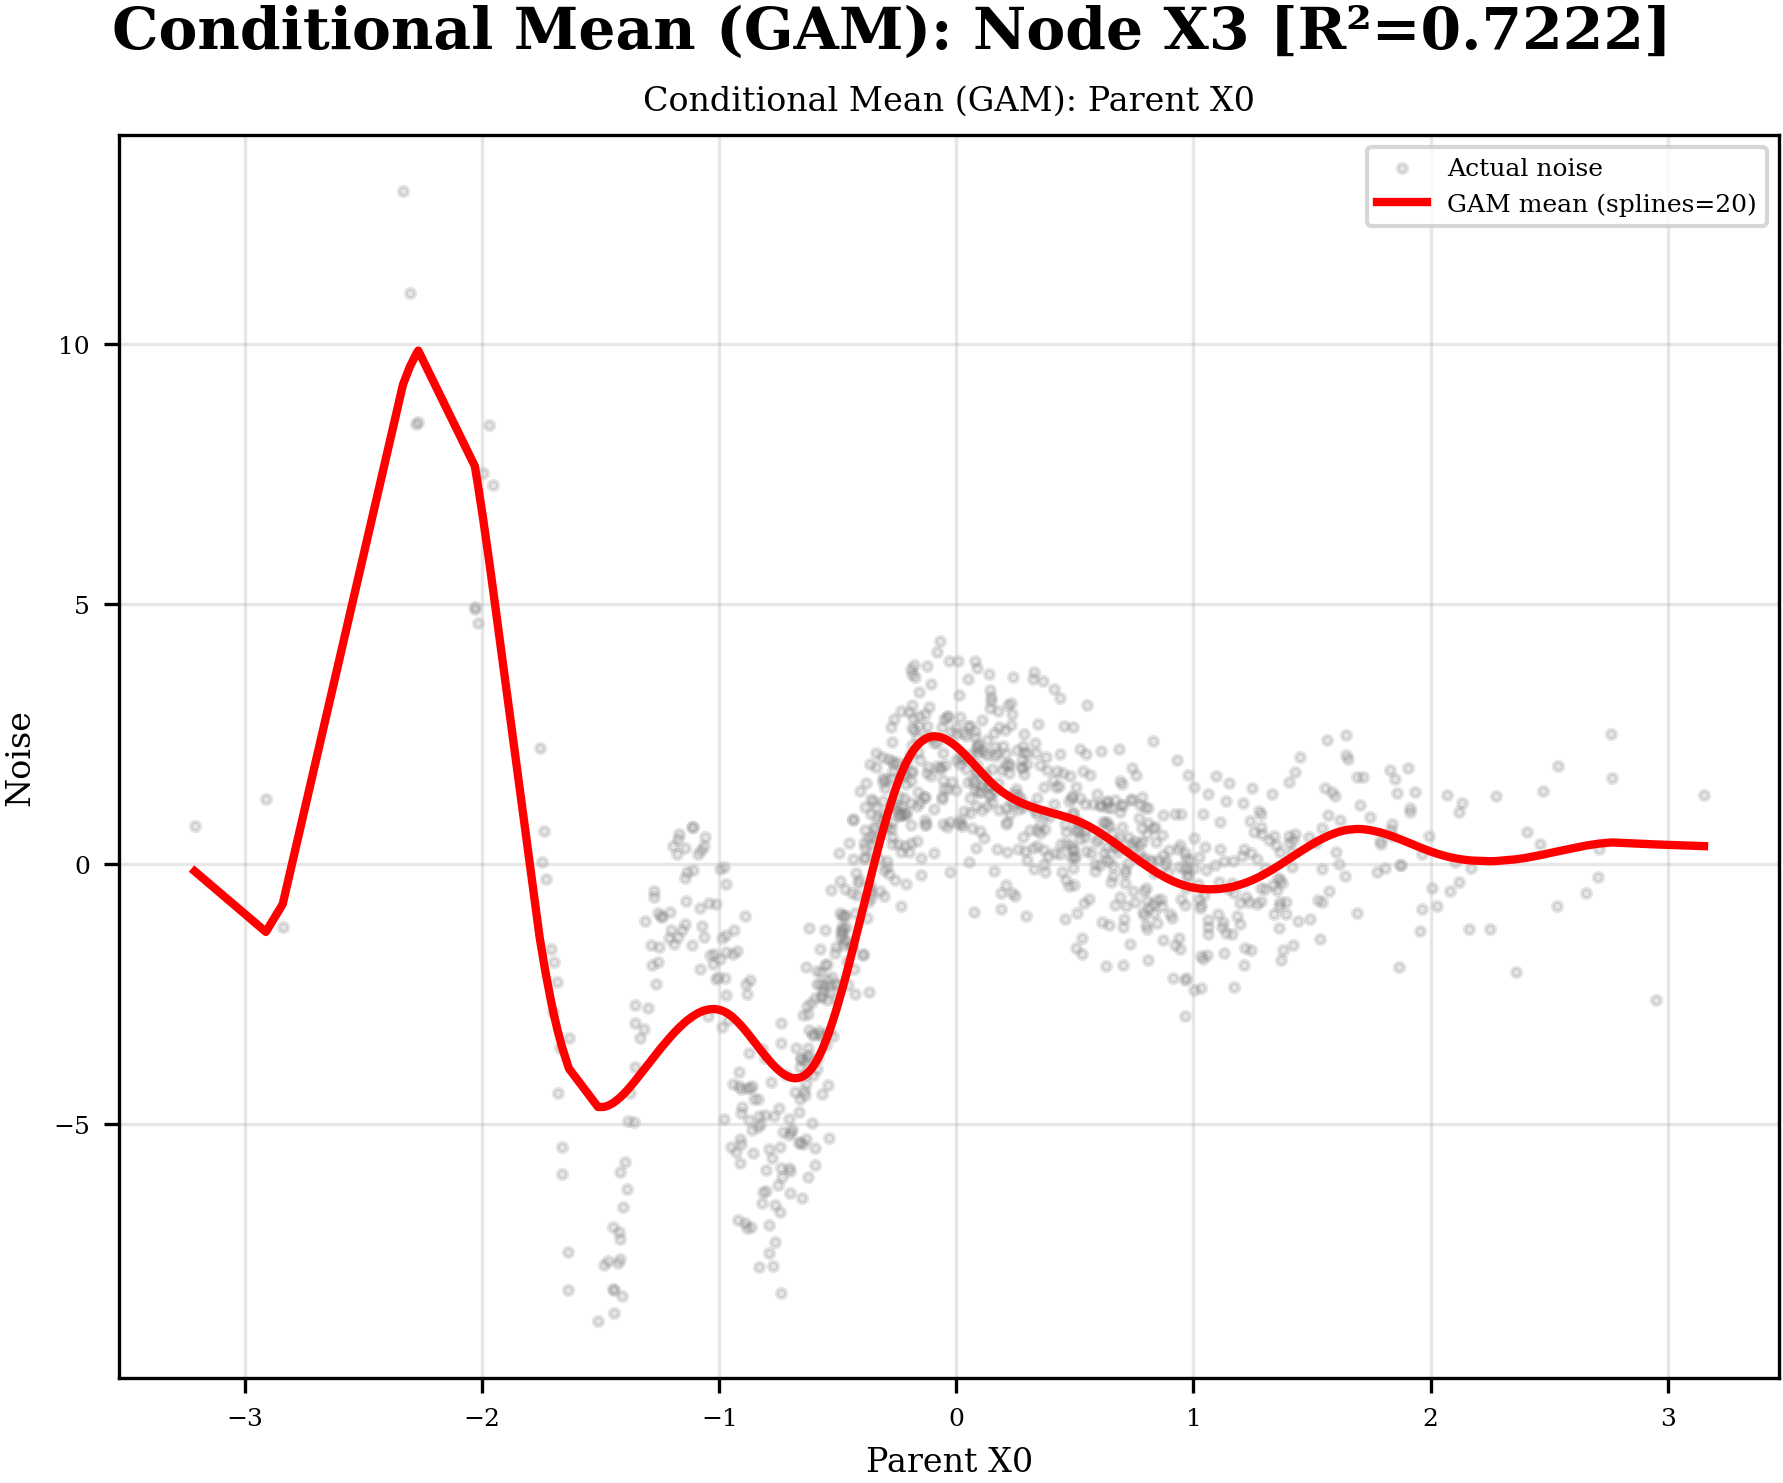 Conditional Mean (GAM): Node X3 [R²=0.7222]
Conditional Mean (GAM): Parent X0
Actual noise
GAM mean (splines=20)
10
5
0
−5
Noise
−3
−2
−1
0
1
2
3
Parent X0